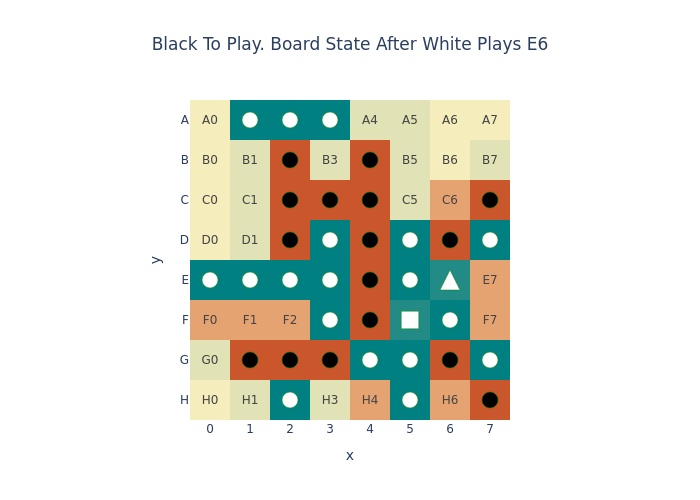 Black To Play. Board State After White Plays E6
A A0 A4 A5 A6 A7
B B0 B1 B3 B5 B6 B7
C C0 C1 C5 C6
D D0 D1
y
E E7
F F0 F1 F2 F7
G G0
H H0 H1 H3 H4 H6
0 1 2 3 4 5 6 7
x